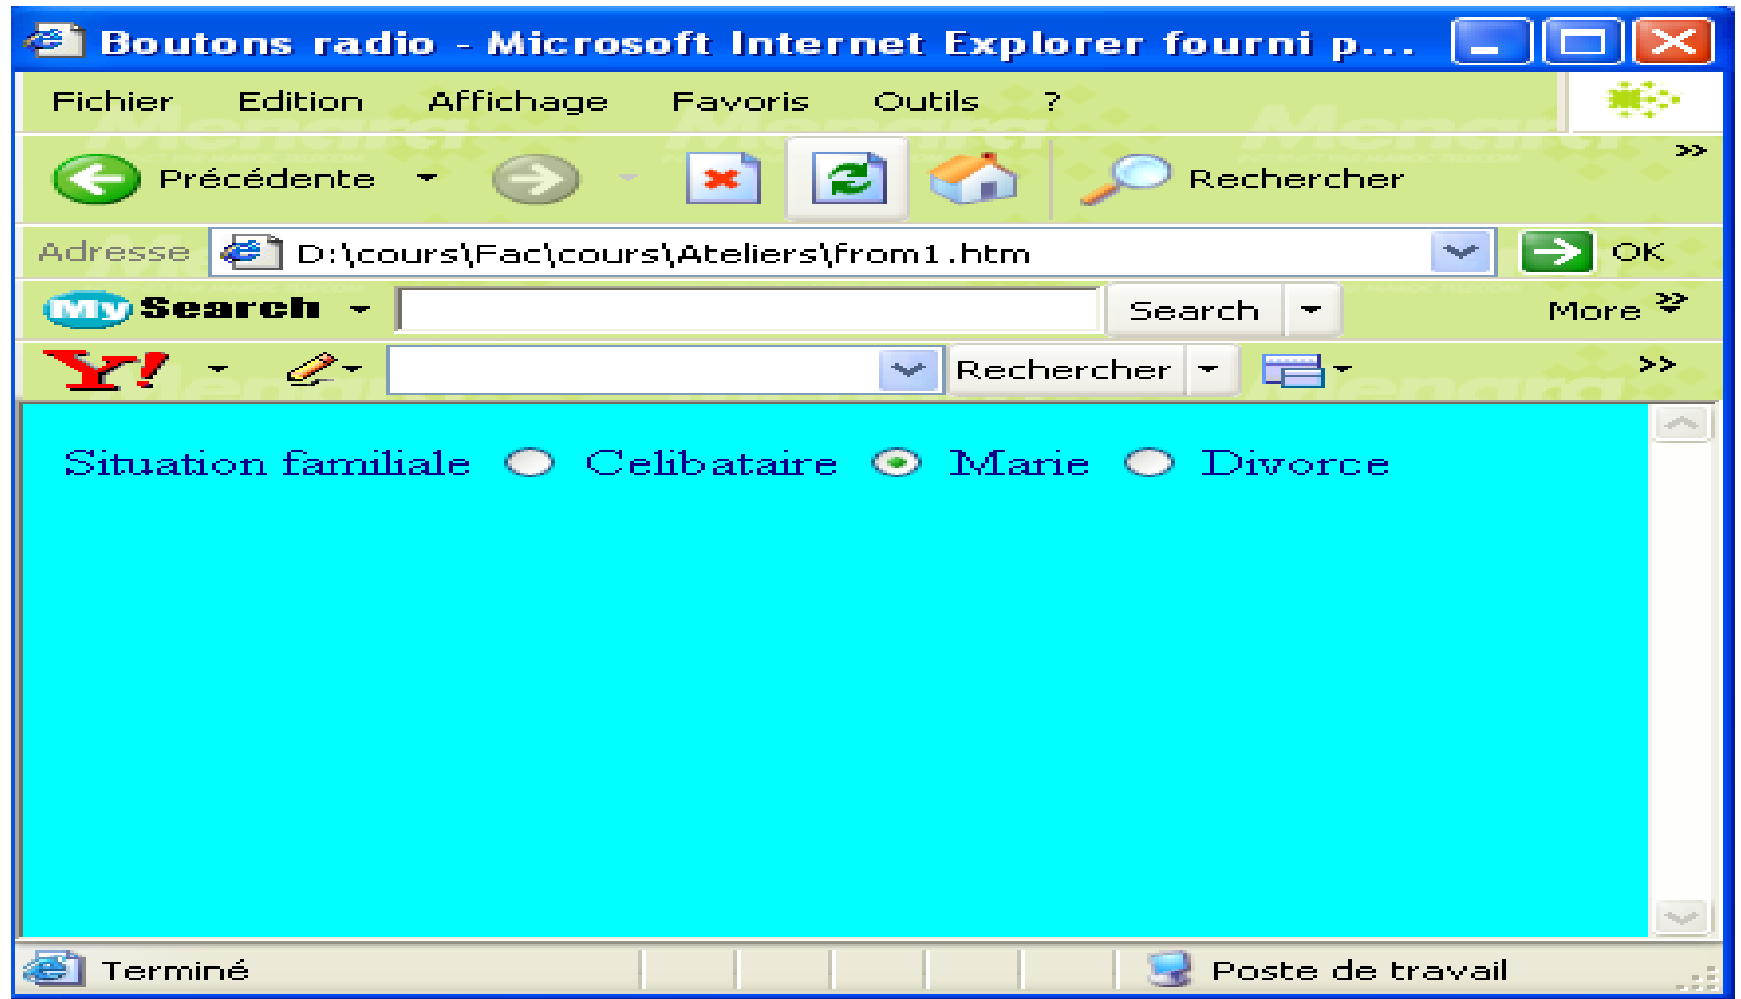 Boutons radio - Microsoft Internet Explorer fourni p...
Fichier Edition Affichage Favoris Outils ?
Précédente Rechercher »
Adresse D:\cours\Fac\cours\Ateliers\from1.htm OK
My Search Search More »
Y! Rechercher »
Situation familiale Celibataire Marie Divorce
Terminé Poste de travail